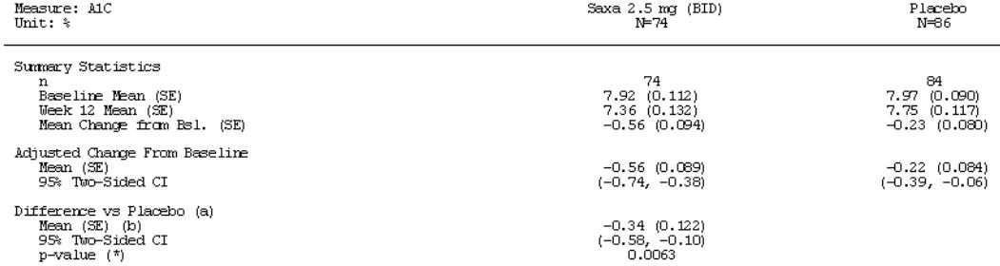 Measure: A1C Saxa 2.5 mg (BID) Placebo
Unit: % N=74 N=86
Summary Statistics
n 74 84
Baseline Mean (SE) 7.92 (0.112) 7.97 (0.090)
Week 12 Mean (SE) 7.36 (0.132) 7.75 (0.117)
Mean Change from Bsl. (SE) -0.56 (0.094) -0.23 (0.080)
Adjusted Change From Baseline
Mean (SE) -0.56 (0.089) -0.22 (0.084)
95% Two-Sided CI (-0.74, -0.38) (-0.39, -0.06)
Difference vs Placebo (a)
Mean (SE) (b) -0.34 (0.122)
95% Two-Sided CI (-0.58, -0.10)
p-value (*) 0.0063